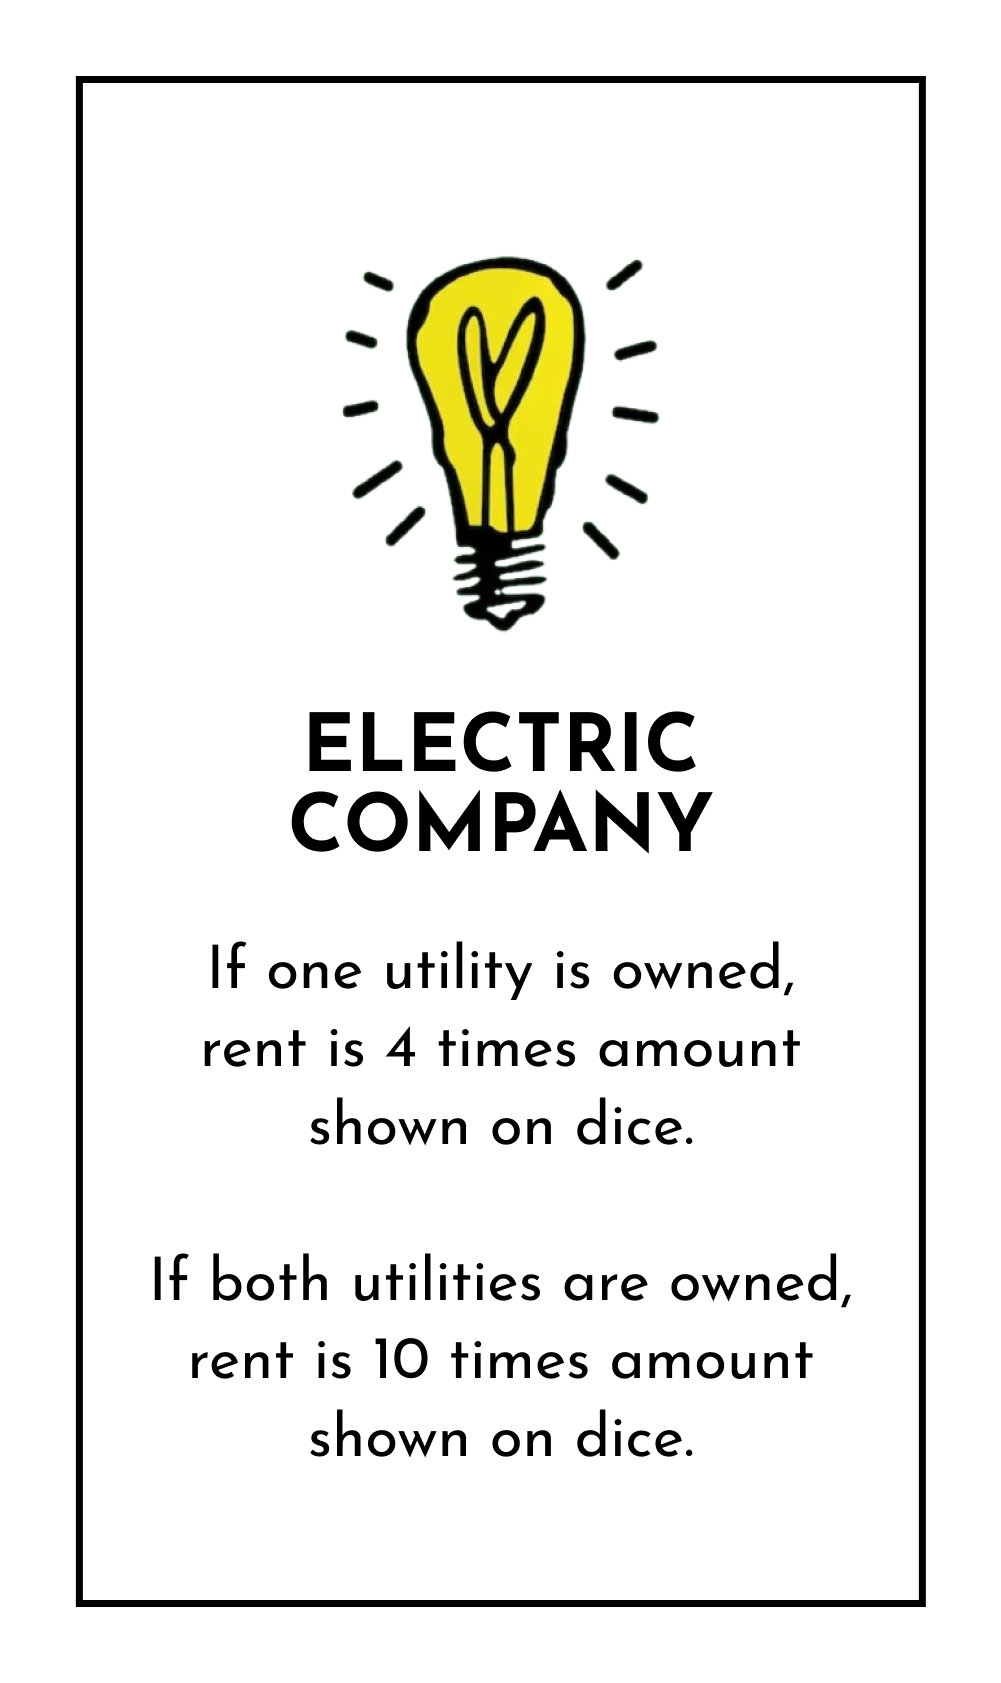 ELECTRIC
COMPANY
If one utility is owned,
rent is 4 times amount
shown on dice.
If both utilities are owned,
rent is 10 times amount
shown on dice.